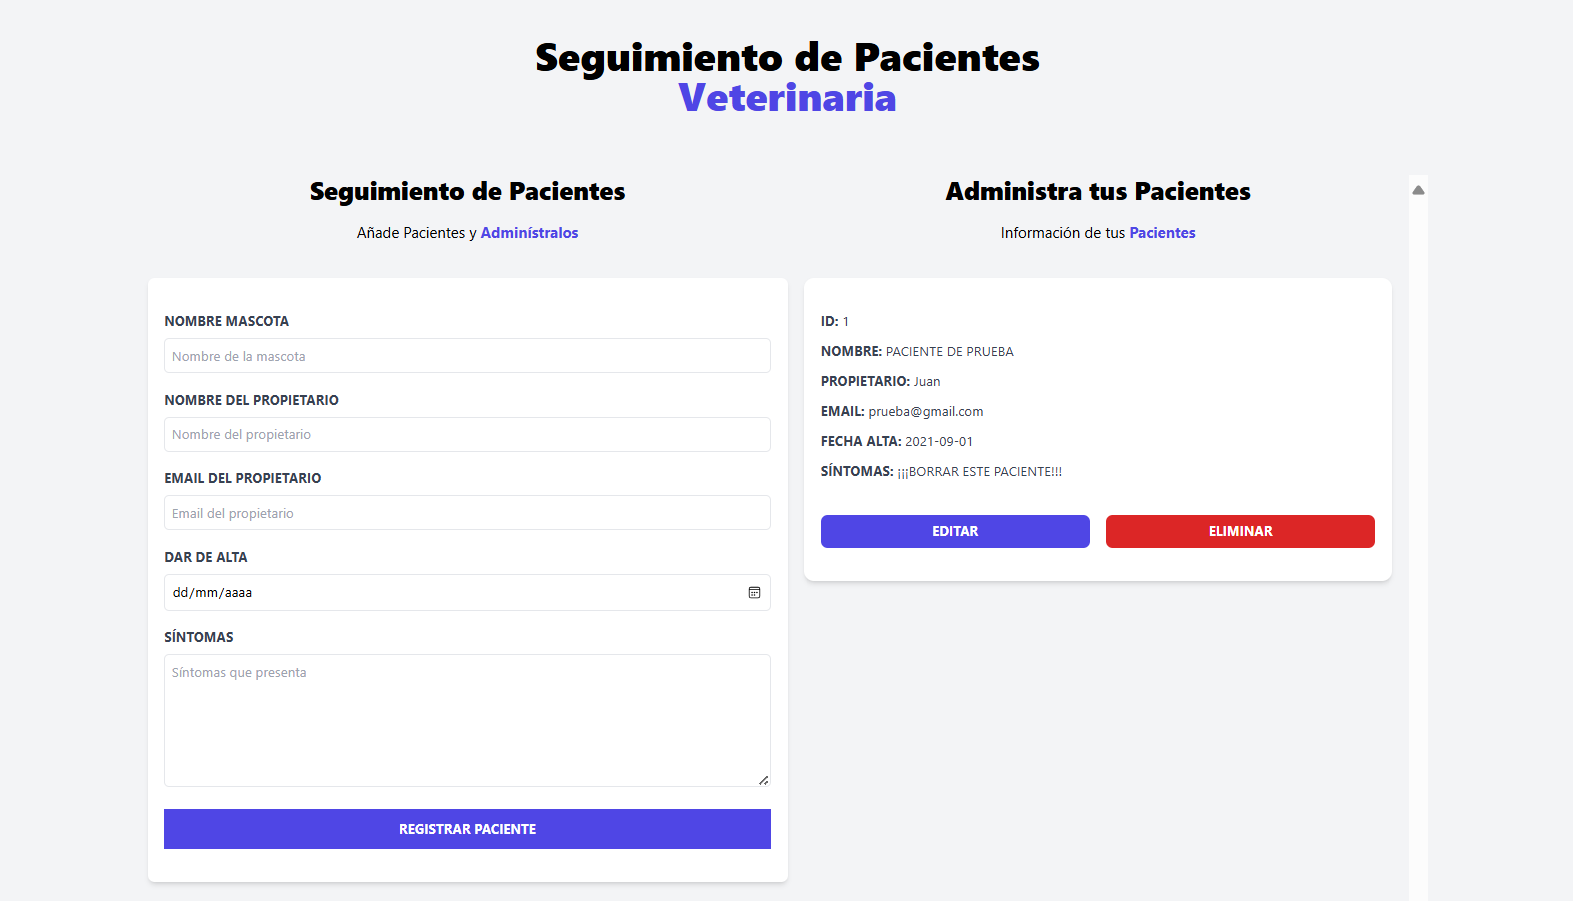 Seguimiento de Pacientes
Veterinaria
Seguimiento de Pacientes
Añade Pacientes y Adminístralos
NOMBRE MASCOTA
Nombre de la mascota
NOMBRE DEL PROPIETARIO
Nombre del propietario
EMAIL DEL PROPIETARIO
Email del propietario
DAR DE ALTA
dd/mm/aaaa
SÍNTOMAS
Síntomas que presenta
REGISTRAR PACIENTE
Administra tus Pacientes
Información de tus Pacientes
ID: 1
NOMBRE: PACIENTE DE PRUEBA
PROPIETARIO: Juan
EMAIL: prueba@gmail.com
FECHA ALTA: 2021-09-01
SÍNTOMAS: ¡¡¡BORRAR ESTE PACIENTE!!!
EDITAR
ELIMINAR